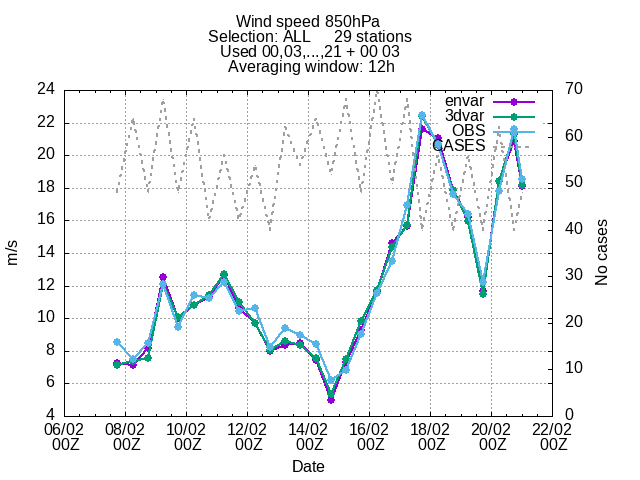 Wind speed 850hPa
Selection: ALL 29 stations
Used 00,03,...,21 + 00 03
Averaging window: 12h
envar
3dvar
OBS
CASES
24
22
20
18
16
14
12
10
8
6
4
m/s
70
60
50
40
30
20
10
0
No cases
06/02 08/02 10/02 12/02 14/02 16/02 18/02 20/02 22/02
00Z 00Z 00Z 00Z 00Z 00Z 00Z 00Z 00Z
Date